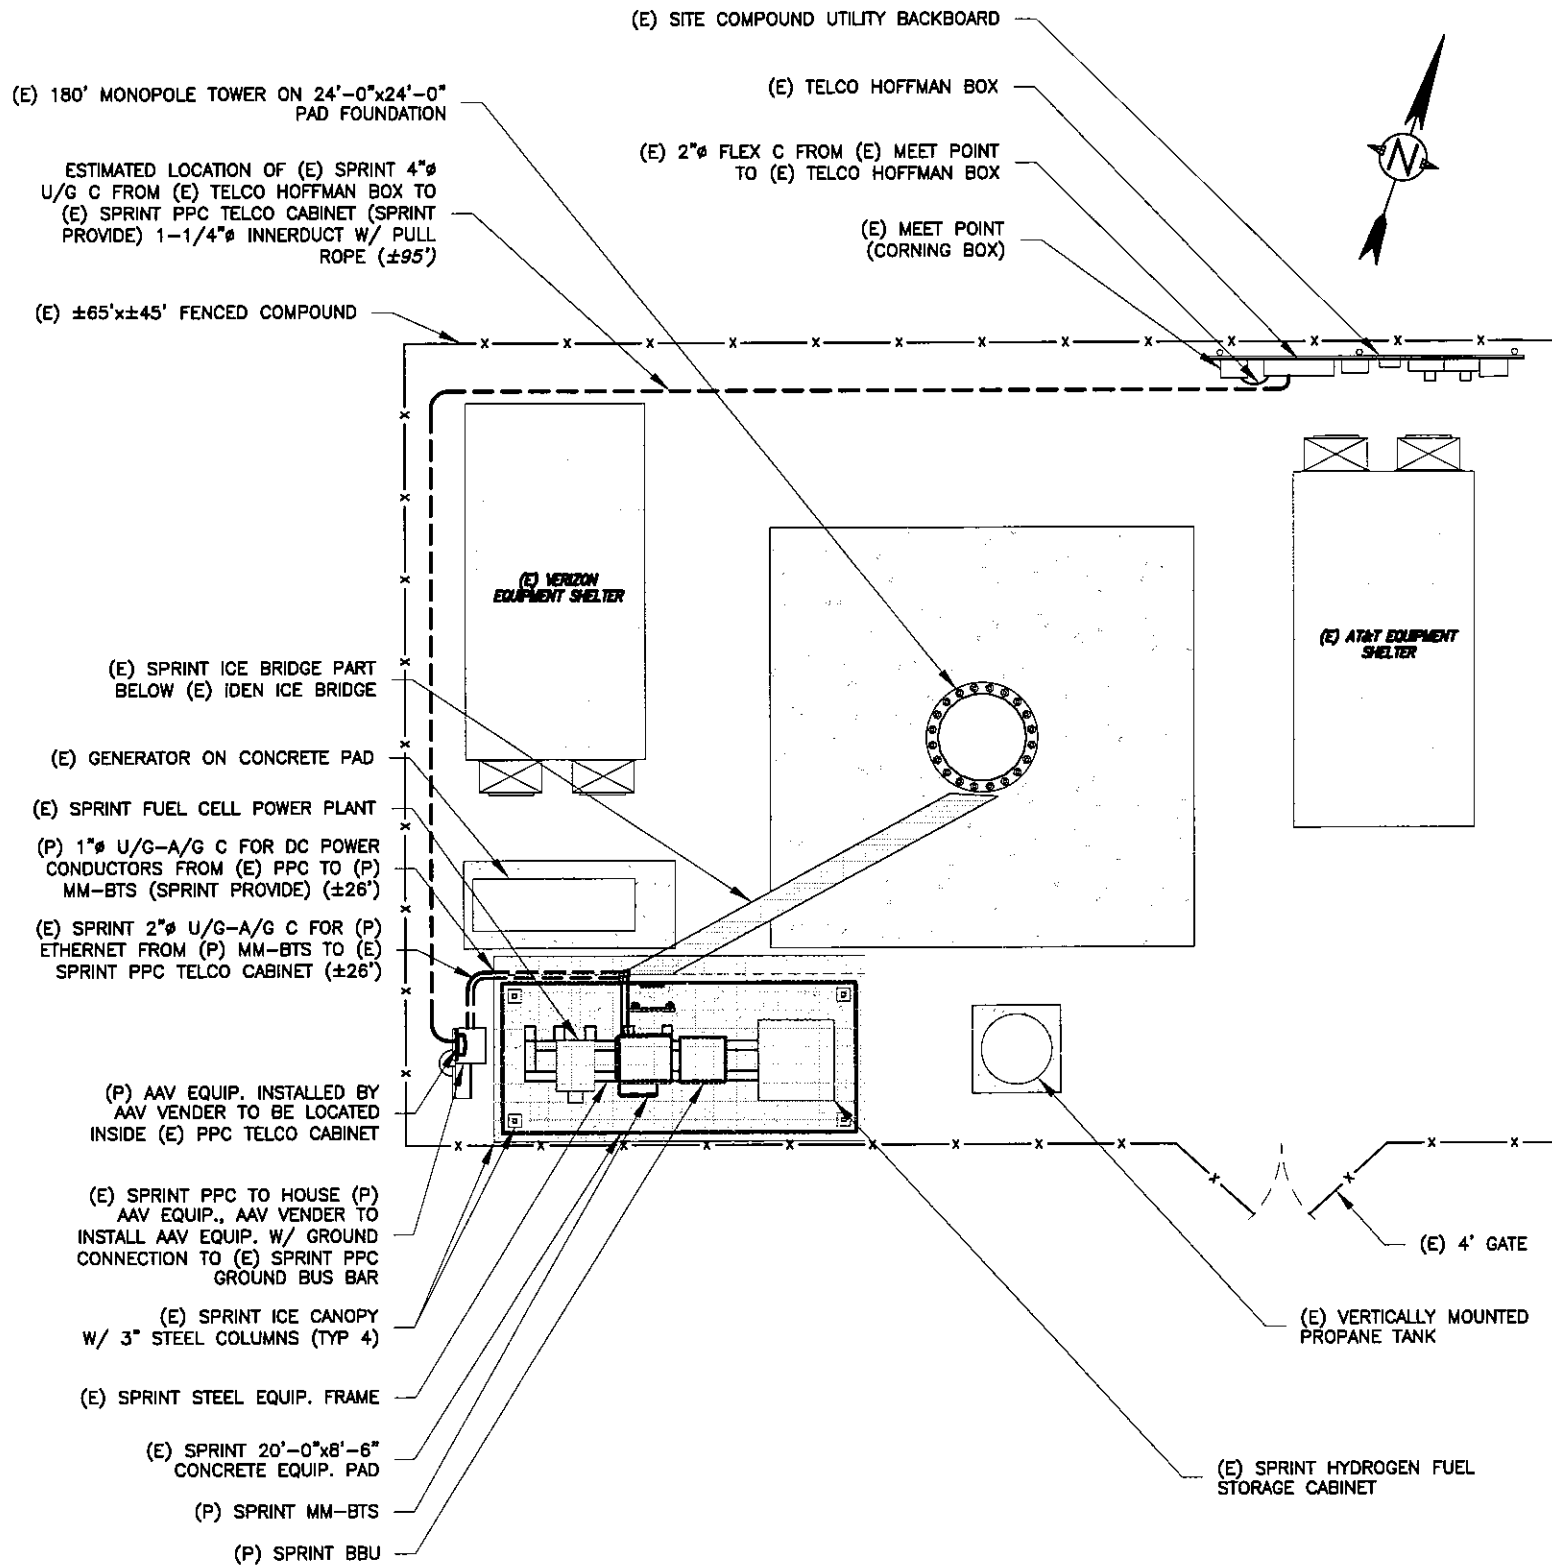 (E) SITE COMPOUND UTILITY BACKBOARD
(E) 180' MONOPOLE TOWER ON 24'-0"x24'-0"
PAD FOUNDATION
(E) TELCO HOFFMAN BOX
(E) 2"ø FLEX C FROM (E) MEET POINT
TO (E) TELCO HOFFMAN BOX
ESTIMATED LOCATION OF (E) SPRINT 4"ø
U/G C FROM (E) TELCO HOFFMAN BOX TO
(E) SPRINT PPC TELCO CABINET (SPRINT
PROVIDE) 1-1/4"ø INNERDUCT W/ PULL
ROPE (±95')
(E) MEET POINT
(CORNING BOX)
N
(E) ±65'x±45' FENCED COMPOUND
(E) VERIZON
EQUIPMENT SHELTER
(E) AT&T EQUIPMENT
SHELTER
(E) SPRINT ICE BRIDGE PART
BELOW (E) IDEN ICE BRIDGE
(E) GENERATOR ON CONCRETE PAD
(E) SPRINT FUEL CELL POWER PLANT
(P) 1"ø U/G-A/G C FOR DC POWER
CONDUCTORS FROM (E) PPC TO (P)
MM-BTS (SPRINT PROVIDE) (±26')
(E) SPRINT 2"ø U/G-A/G C FOR (P)
ETHERNET FROM (P) MM-BTS TO (E)
SPRINT PPC TELCO CABINET (±26')
(P) AAV EQUIP. INSTALLED BY
AAV VENDER TO BE LOCATED
INSIDE (E) PPC TELCO CABINET
(E) SPRINT PPC TO HOUSE (P)
AAV EQUIP., AAV VENDER TO
INSTALL AAV EQUIP. W/ GROUND
CONNECTION TO (E) SPRINT PPC
GROUND BUS BAR
(E) SPRINT ICE CANOPY
W/ 3" STEEL COLUMNS (TYP 4)
(E) SPRINT STEEL EQUIP. FRAME
(E) SPRINT 20'-0"x8'-6"
CONCRETE EQUIP. PAD
(P) SPRINT MM-BTS
(P) SPRINT BBU
(E) 4' GATE
(E) VERTICALLY MOUNTED
PROPANE TANK
(E) SPRINT HYDROGEN FUEL
STORAGE CABINET